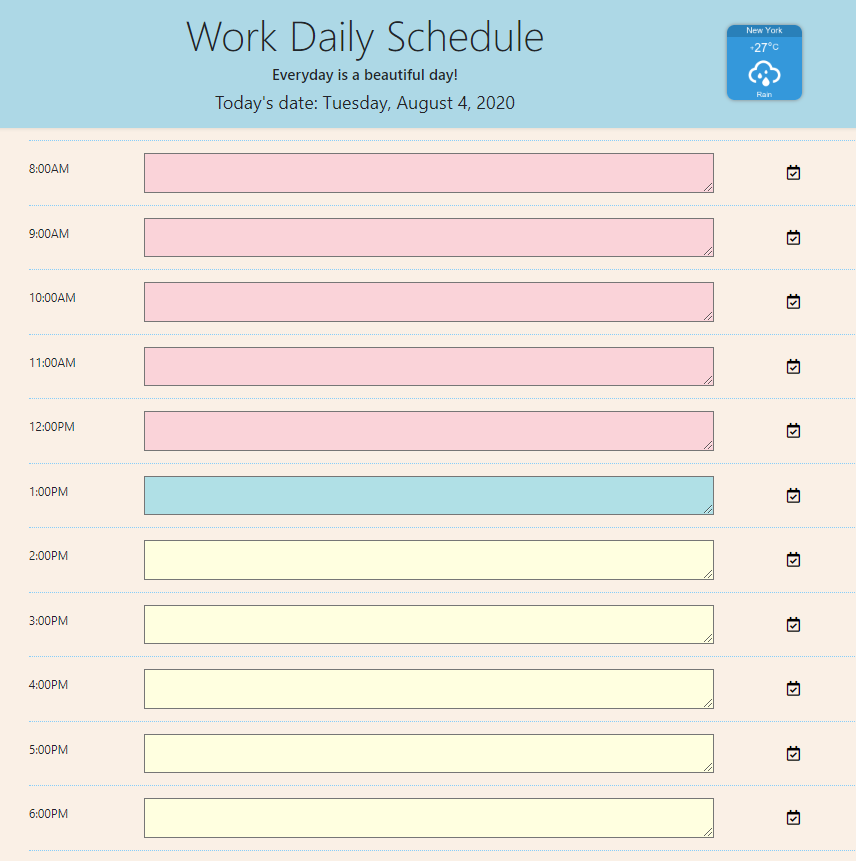 Work Daily Schedule
Everyday is a beautiful day!
Today's date: Tuesday, August 4, 2020
New York
+27°C
Rain
8:00AM
9:00AM
10:00AM
11:00AM
12:00PM
1:00PM
2:00PM
3:00PM
4:00PM
5:00PM
6:00PM